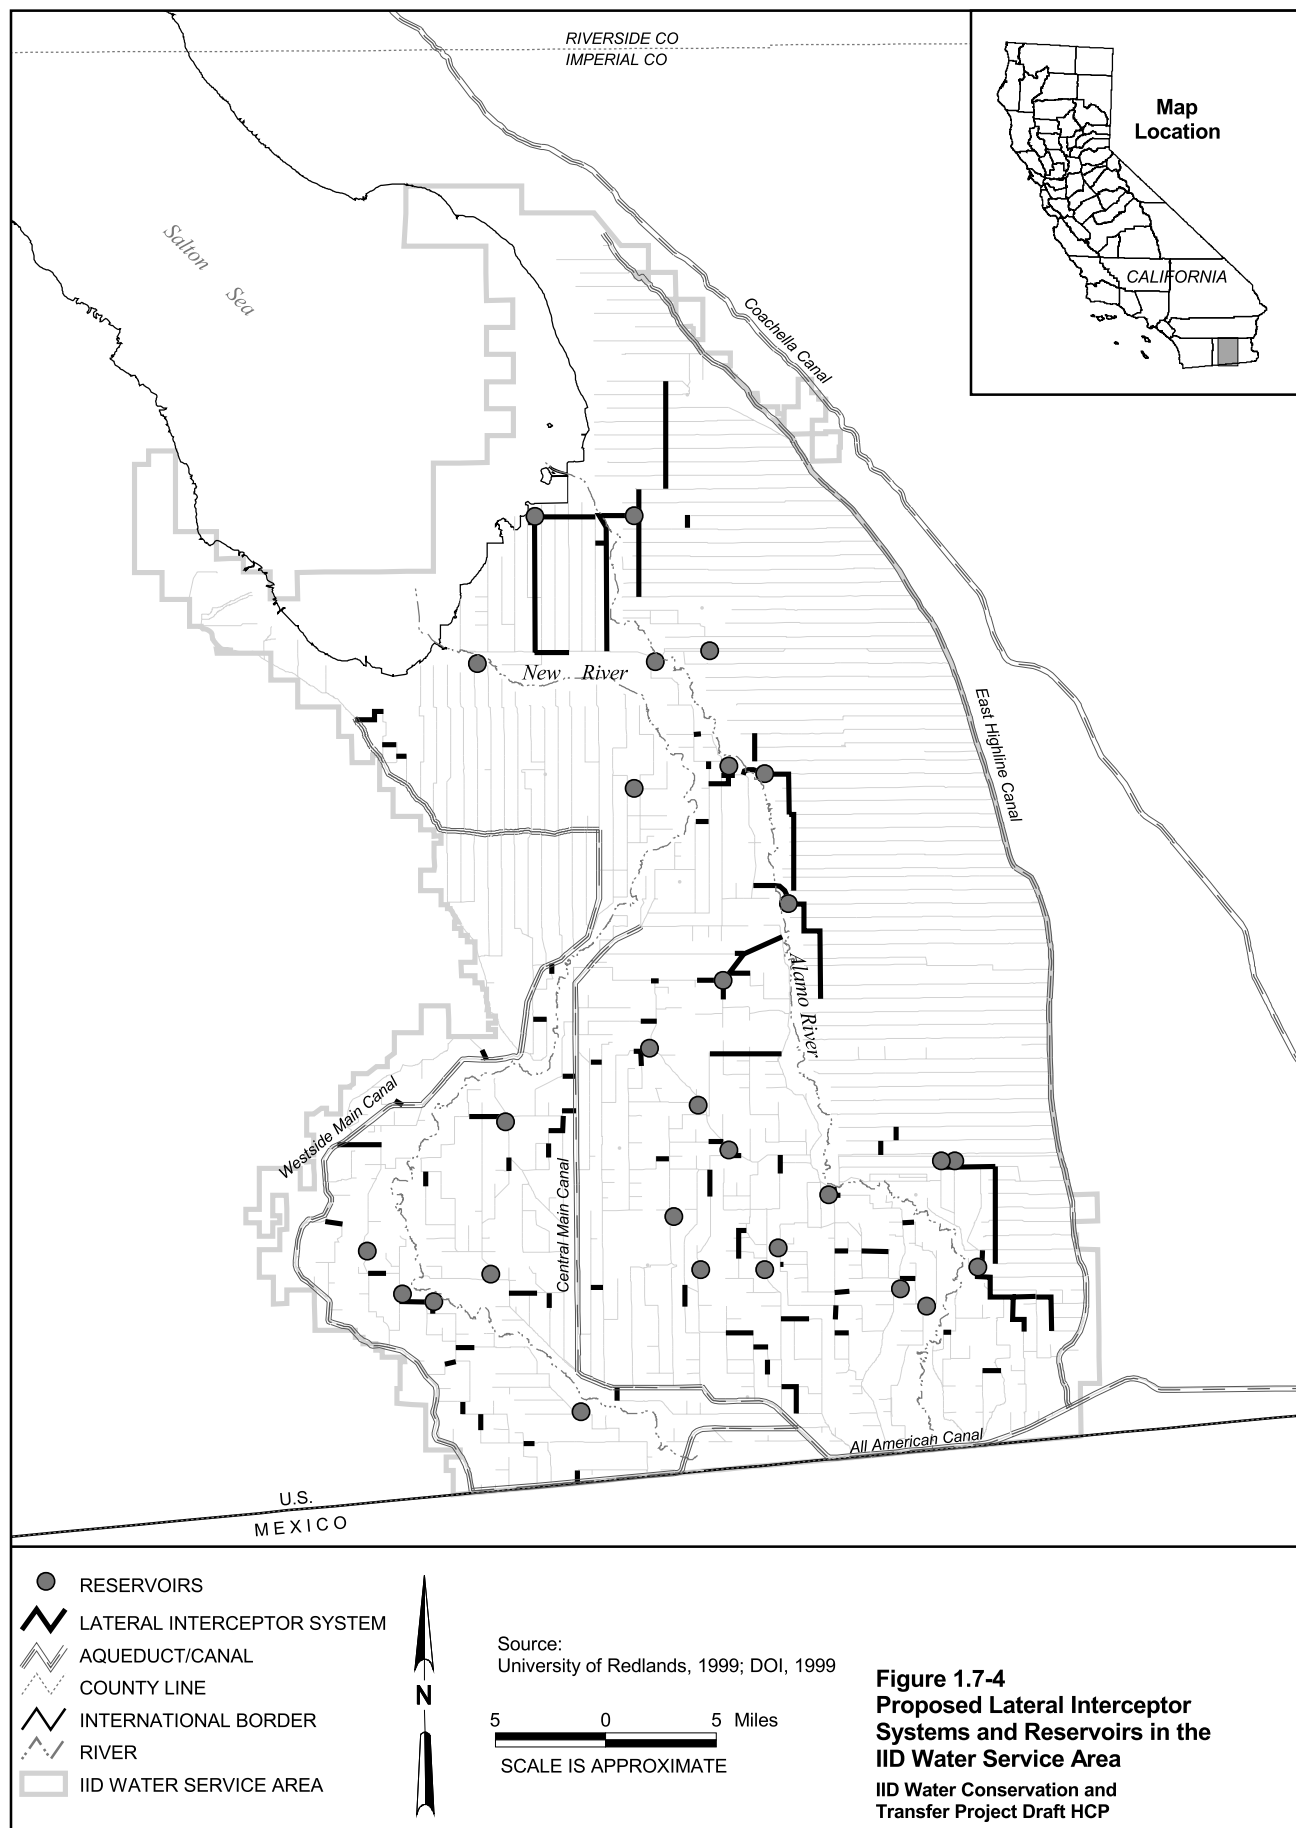 RIVERSIDE CO
IMPERIAL CO
Map
Location
CALIFORNIA
Salton
Sea
Coachella Canal
New River
East Highline Canal
Alamo River
Westside Main Canal
Central Main Canal
All American Canal
U.S.
MEXICO
RESERVOIRS
LATERAL INTERCEPTOR SYSTEM
AQUEDUCT/CANAL
COUNTY LINE
INTERNATIONAL BORDER
RIVER
IID WATER SERVICE AREA
N
Source:
University of Redlands, 1999; DOI, 1999
5 0 5 Miles
SCALE IS APPROXIMATE
Figure 1.7-4
Proposed Lateral Interceptor
Systems and Reservoirs in the
IID Water Service Area
IID Water Conservation and
Transfer Project Draft HCP